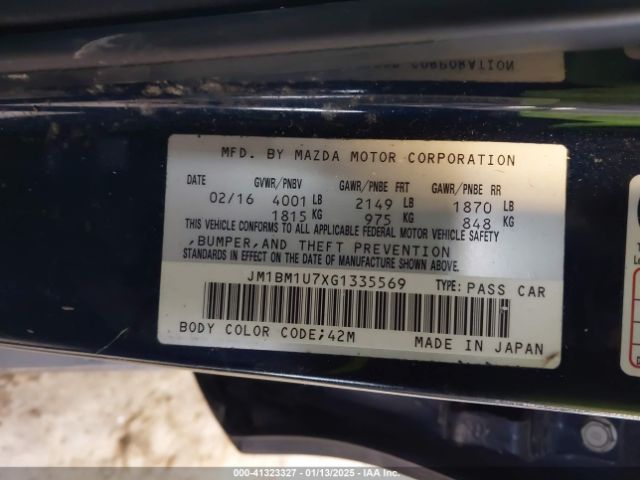 CORPORATION
MFD. BY MAZDA MOTOR CORPORATION
DATE GVWR/PNBV GAWR/PNBE FRT GAWR/PNBE RR
02/16 4001 LB 2149 LB 1870 LB
1815 KG 975 KG 848 KG
THIS VEHICLE CONFORMS TO ALL APPLICABLE FEDERAL MOTOR VEHICLE SAFETY
,BUMPER,AND THEFT PREVENTION
STANDARDS IN EFFECT ON THE DATE OF MANUFACTURE SHOWN ABOVE.
JM1BM1U7XG1335569 TYPE: PASS CAR
BODY COLOR CODE;42M MADE IN JAPAN
000-41323327 - 01/13/2025 - IAA Inc.